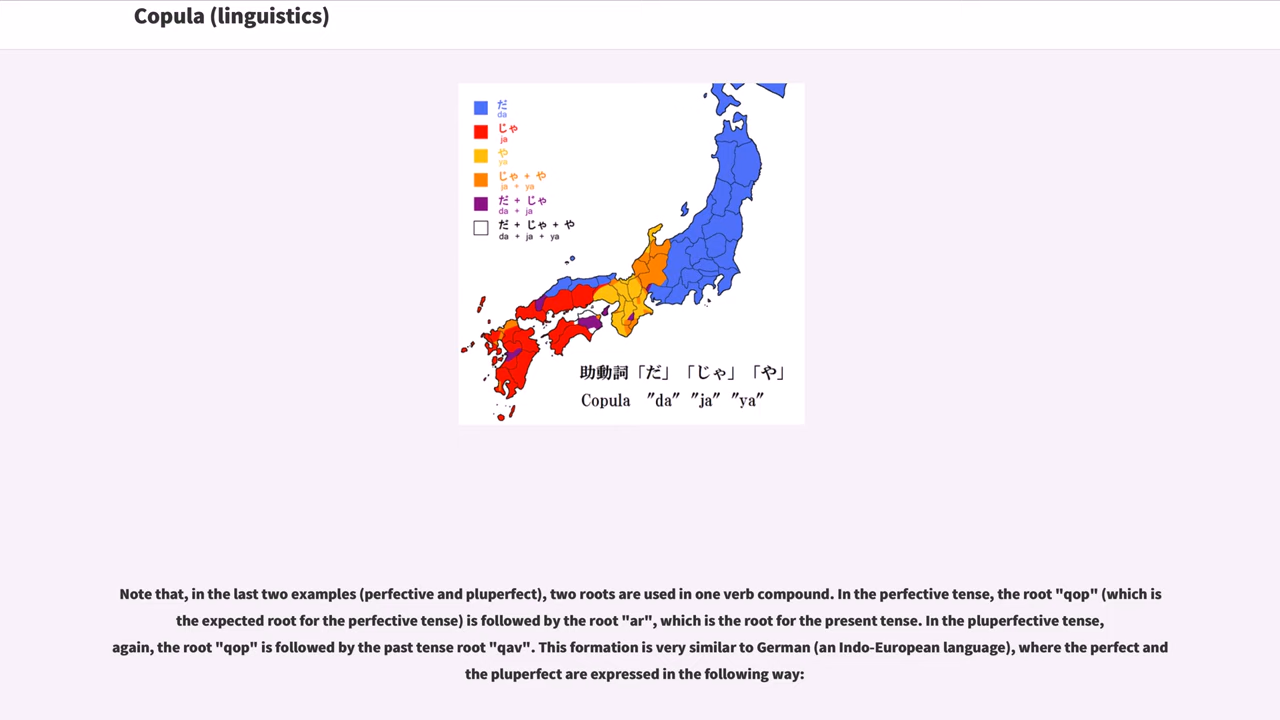 Copula (linguistics)
だ
da
じゃ
ja
や
ya
じゃ + や
ja + ya
だ + じゃ
da + ja
だ + じゃ + や
da + ja + ya
助動詞「だ」「じゃ」「や」
Copula "da" "ja" "ya"
Note that, in the last two examples (perfective and pluperfect), two roots are used in one verb compound. In the perfective tense, the root "qop" (which is
the expected root for the perfective tense) is followed by the root "ar", which is the root for the present tense. In the pluperfective tense,
again, the root "qop" is followed by the past tense root "qav". This formation is very similar to German (an Indo-European language), where the perfect and
the pluperfect are expressed in the following way: